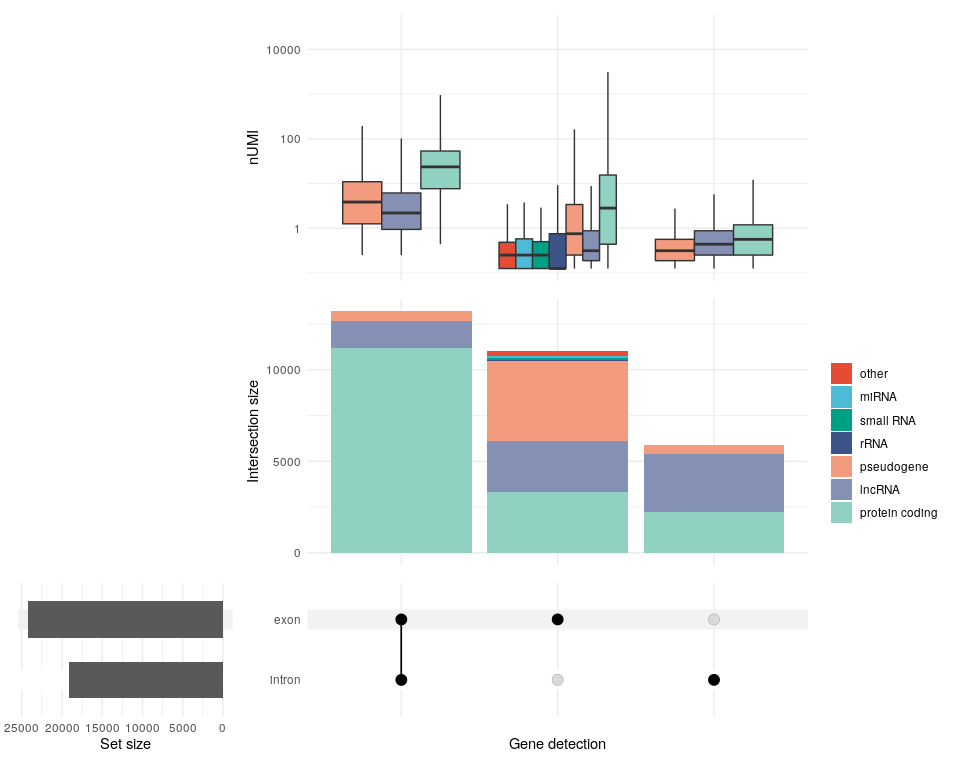 10000
nUMI
100
1
10000
Intersection size
5000
0
other
miRNA
small RNA
rRNA
pseudogene
lncRNA
protein coding
exon
intron
25000 20000 15000 10000 5000 0
Set size
Gene detection